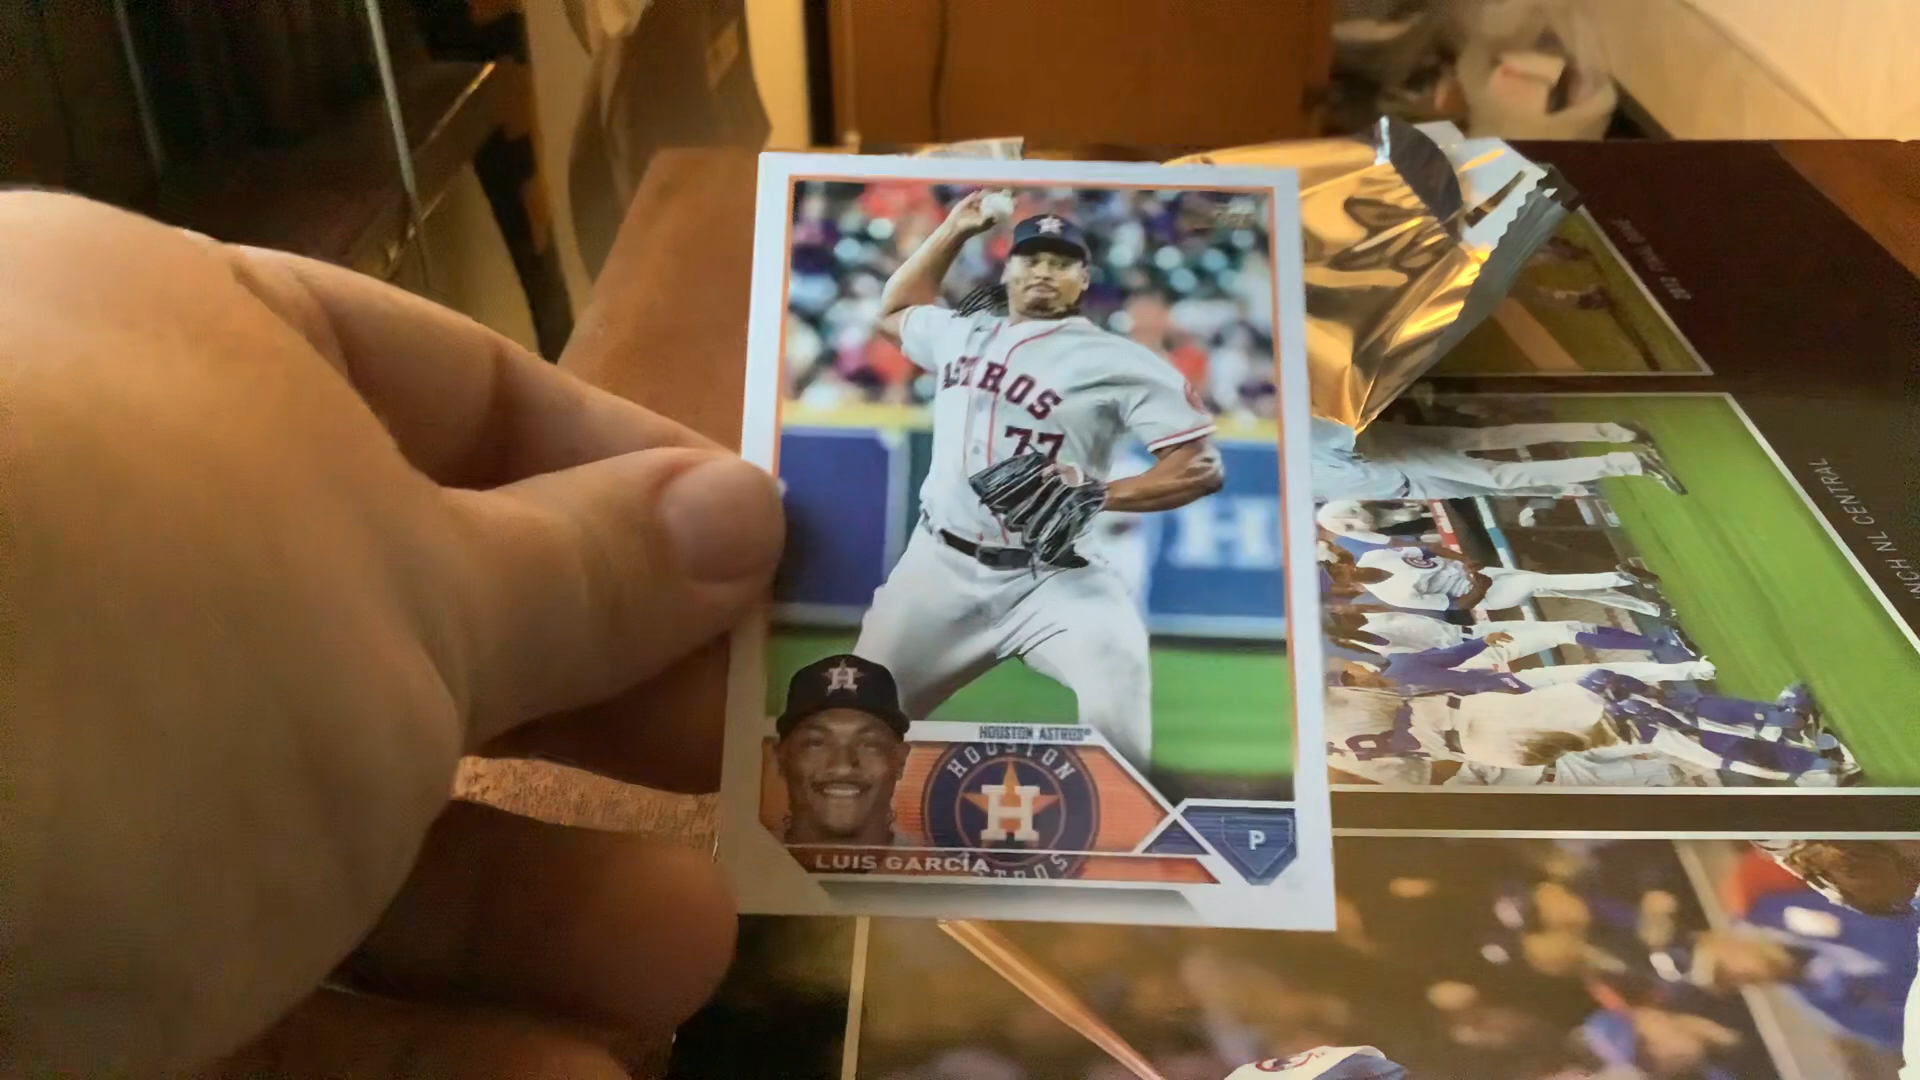 ASTROS
77
HOUSTON ASTROS®
HOUSTON
H
ASTROS
P
LUIS GARCÍA
NCH NL CENTRAL